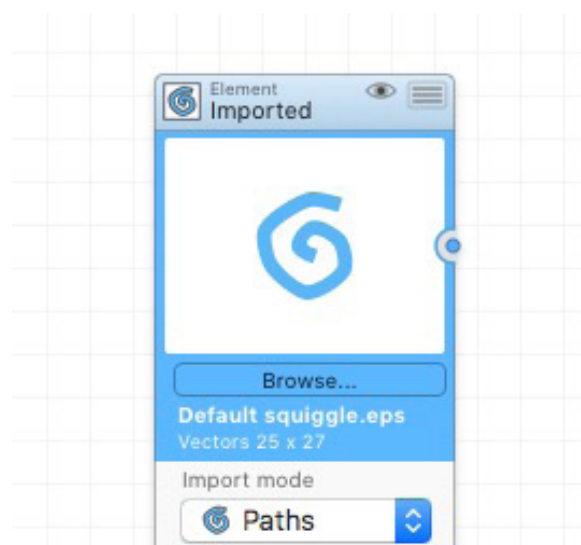 Element
Imported
Browse...
Default squiggle.eps
Vectors 25 x 27
Import mode
Paths